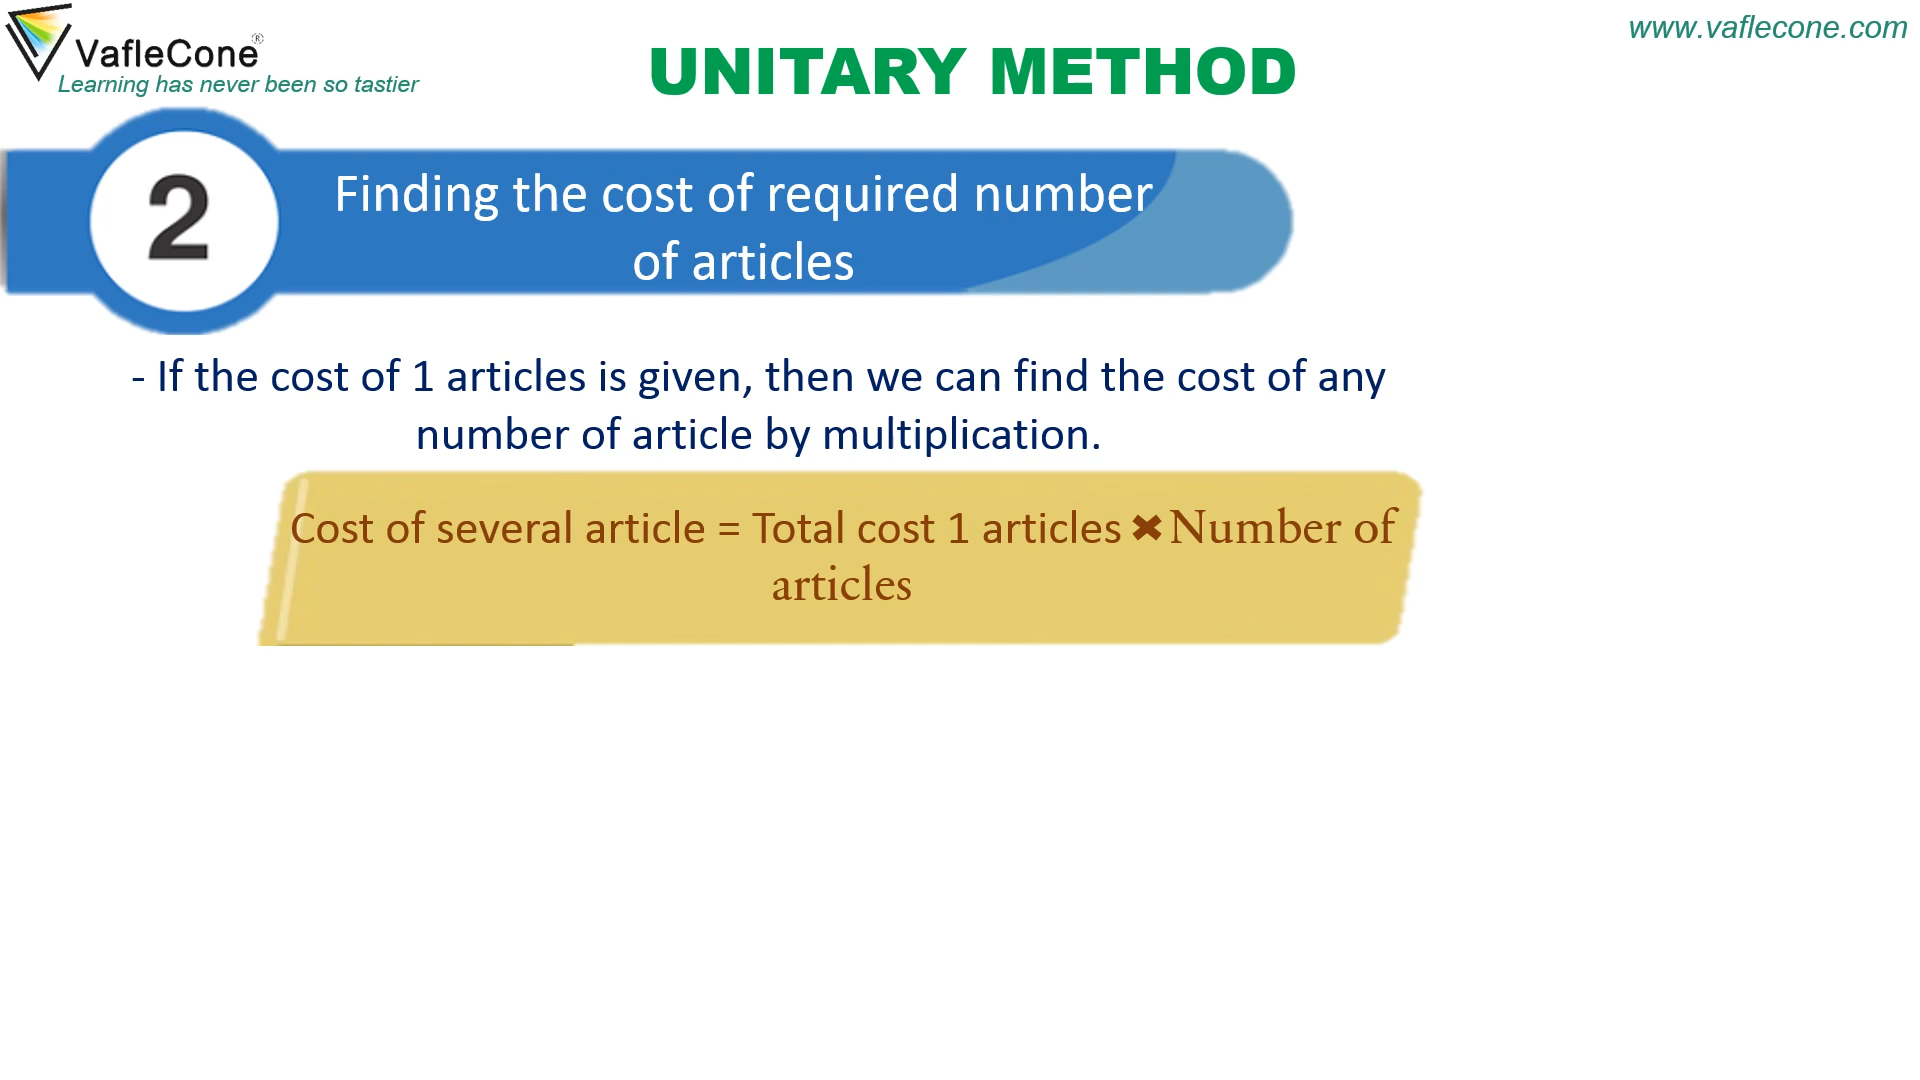 VafleCone®
Learning has never been so tastier
www.vaflecone.com
UNITARY METHOD
2
Finding the cost of required number
of articles
- If the cost of 1 articles is given, then we can find the cost of any
number of article by multiplication.
Cost of several article = Total cost 1 articles ✖ Number of
articles